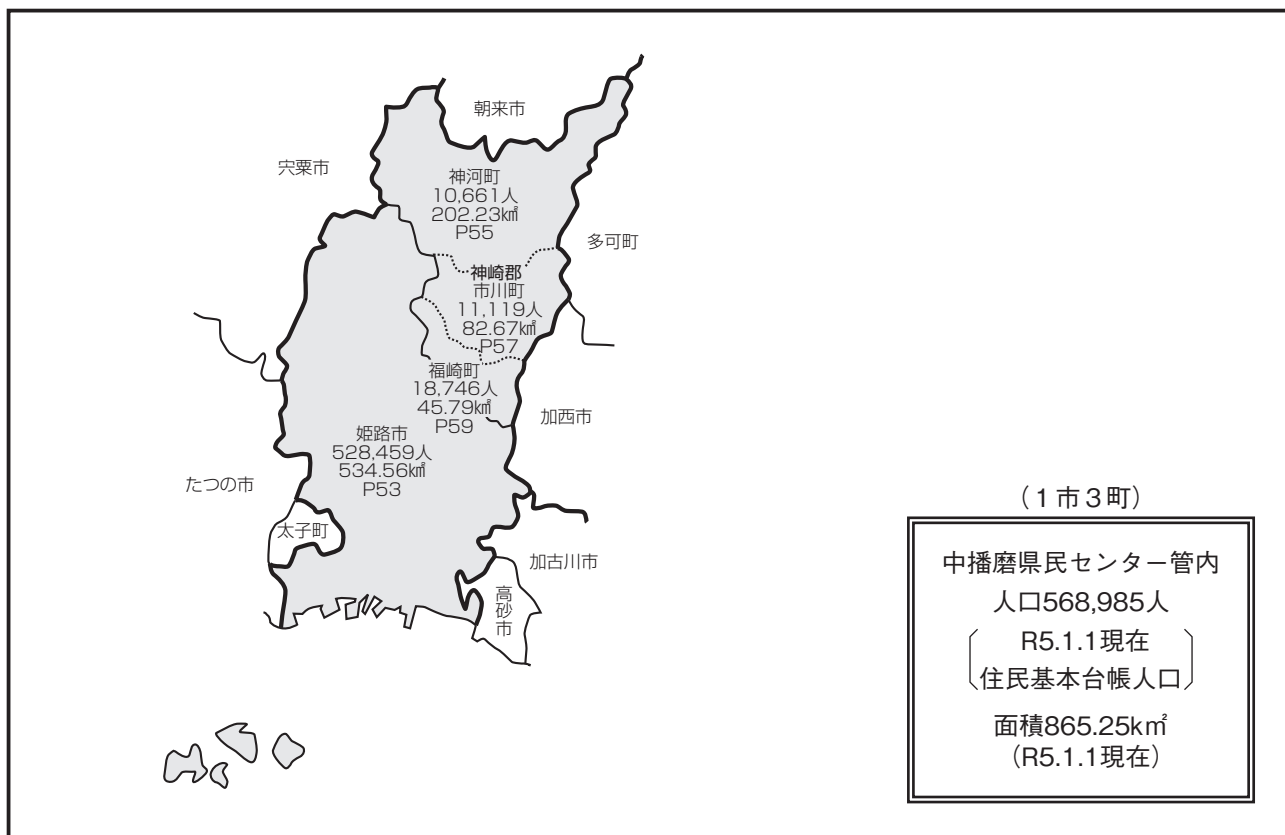 朝来市
宍粟市
神河町
10,661人
202.23㎢
P55
多可町
神崎郡
市川町
11,119人
82.67㎢
P57
福崎町
18,746人
45.79㎢
P59
加西市
姫路市
528,459人
534.56㎢
P53
たつの市
太子町
加古川市
高砂市
（1市3町）
中播磨県民センター管内
人口568,985人
R5.1.1現在
住民基本台帳人口
面積865.25k㎡
（R5.1.1現在）